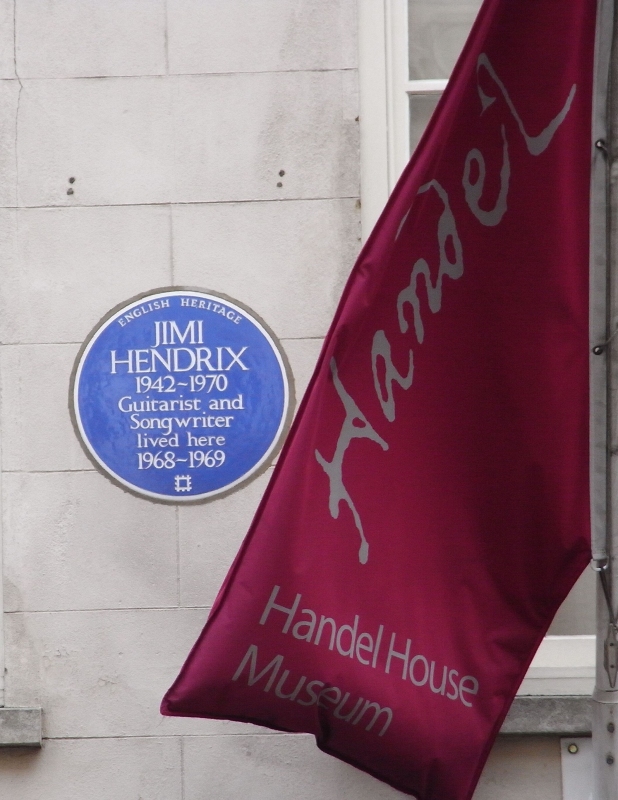 ENGLISH HERITAGE
JIMI
HENDRIX
1942~1970
Guitarist and
Songwriter
lived here
1968~1969
Handel
Handel House
Museum